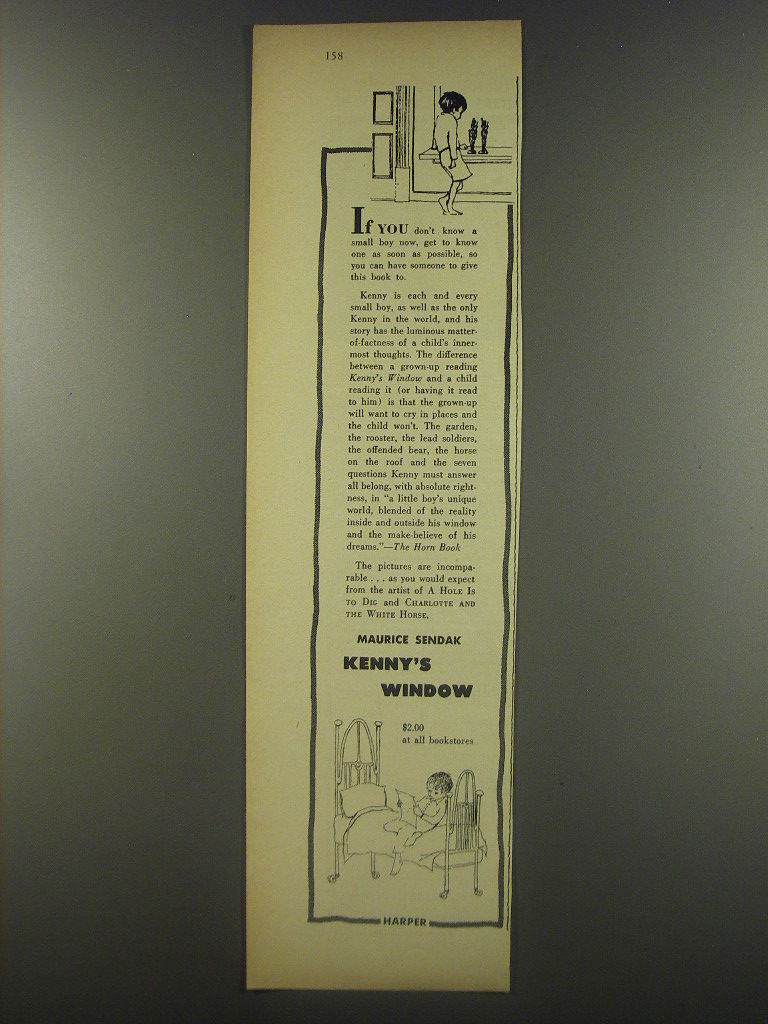 158
If YOU don't know a
small boy now, get to know
one as soon as possible, so
you can have someone to give
this book to.
Kenny is each and every
small boy, as well as the only
Kenny in the world, and his
story has the luminous matter-
of-factness of a child's inner-
most thoughts. The difference
between a grown-up reading
Kenny's Window and a child
reading it (or having it read
to him) is that the grown-up
will want to cry in places and
the child won't. The garden,
the rooster, the lead soldiers,
the offended bear, the horse
on the roof and the seven
questions Kenny must answer
all belong, with absolute right-
ness, in "a little boy's unique
world, blended of the reality
inside and outside his window
and the make-believe of his
dreams."—The Horn Book
The pictures are incompa-
rable . . . as you would expect
from the artist of A HOLE IS
TO DIG and CHARLOTTE AND
THE WHITE HORSE.
MAURICE SENDAK
KENNY'S
WINDOW
$2.00
at all bookstores
HARPER